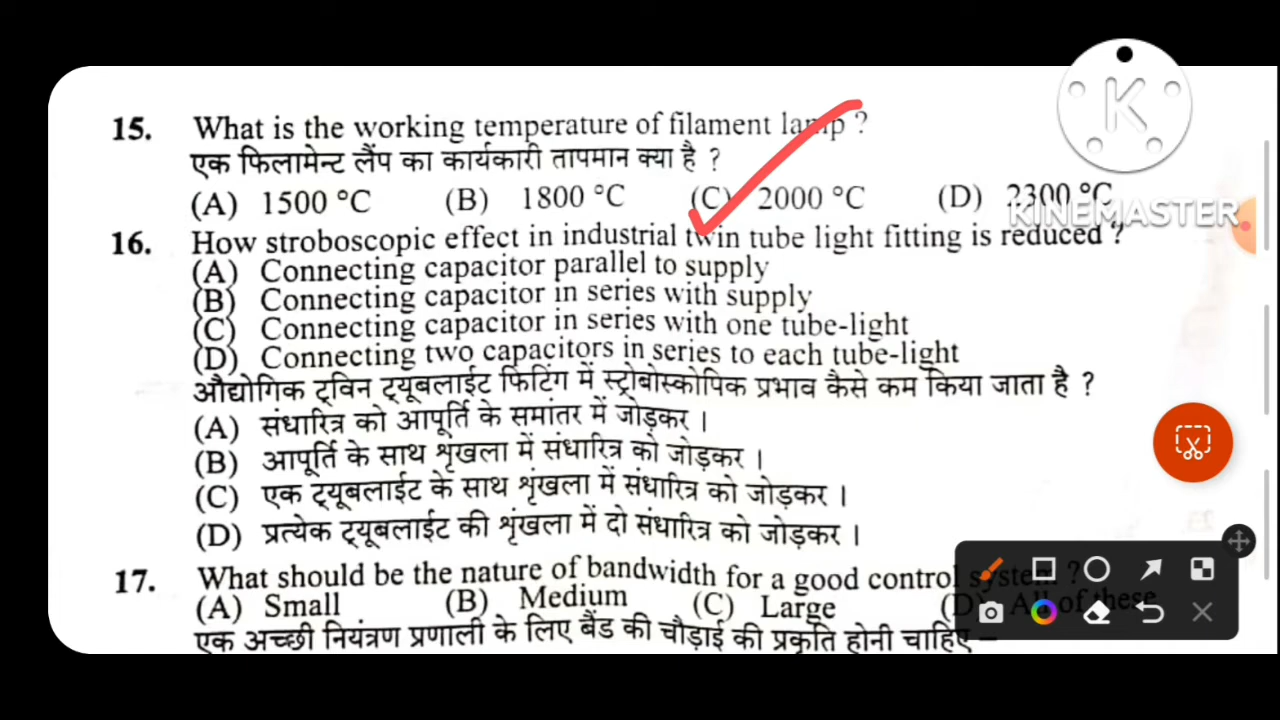 15. What is the working temperature of filament lamp ?
एक फिलामेन्ट लैंप का कार्यकारी तापमान क्या है ?
(A) 1500 °C (B) 1800 °C (C) 2000 °C (D) 2300 °C
KINEMASTER
16. How stroboscopic effect in industrial twin tube light fitting is reduced ?
(A) Connecting capacitor parallel to supply
(B) Connecting capacitor in series with supply
(C) Connecting capacitor in series with one tube-light
(D) Connecting two capacitors in series to each tube-light
औद्योगिक ट्विन ट्यूबलाईट फिटिंग में स्ट्रोबोस्कोपिक प्रभाव कैसे कम किया जाता है ?
(A) संधारित्र को आपूर्ति के समांतर में जोड़कर ।
(B) आपूर्ति के साथ शृंखला में संधारित्र को जोड़कर ।
(C) एक ट्यूबलाईट के साथ शृंखला में संधारित्र को जोड़कर ।
(D) प्रत्येक ट्यूबलाईट की शृंखला में दो संधारित्र को जोड़कर ।
17. What should be the nature of bandwidth for a good control system ?
(A) Small (B) Medium (C) Large (D) All of these
एक अच्छी नियंत्रण प्रणाली के लिए बैंड की चौड़ाई की प्रकृति होनी चाहिए –